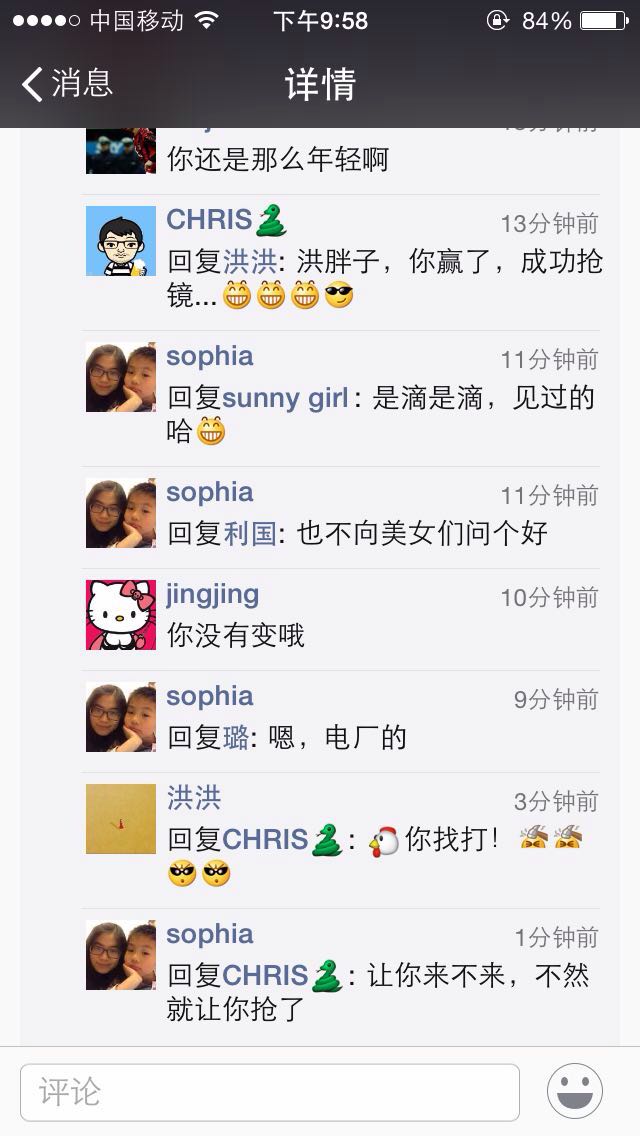 中国移动 下午9:58 84%
消息 详情
你还是那么年轻啊
CHRIS🐍 13分钟前
回复洪洪: 洪胖子，你赢了，成功抢
镜...😁😁😁😎
sophia 11分钟前
回复sunny girl: 是滴是滴，见过的
哈😁
sophia 11分钟前
回复利国: 也不向美女们问个好
jingjing 10分钟前
你没有变哦
sophia 9分钟前
回复璐: 嗯，电厂的
洪洪 3分钟前
回复CHRIS🐍: 🐔你找打！
sophia 1分钟前
回复CHRIS🐍: 让你来不来，不然
就让你抢了
评论